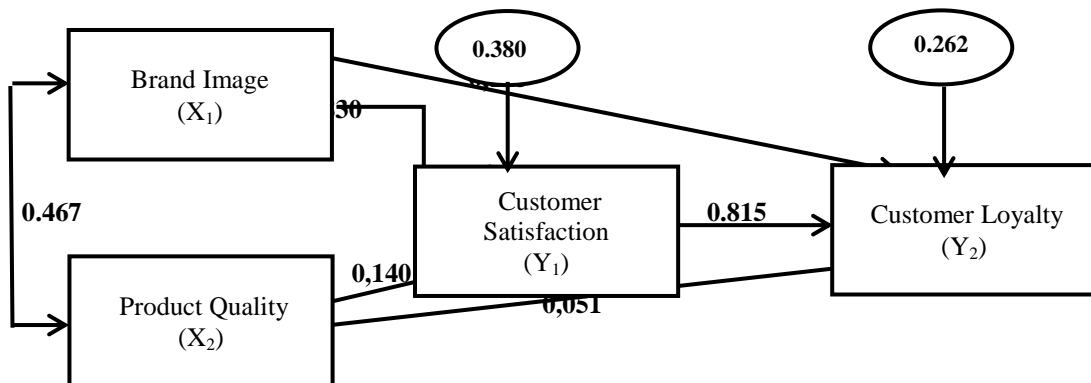 0.380
0.262
Brand Image
(X₁)
0.467
Customer
Satisfaction
(Y₁)
0.815
Customer Loyalty
(Y₂)
0,140
Product Quality
(X₂)
0,051